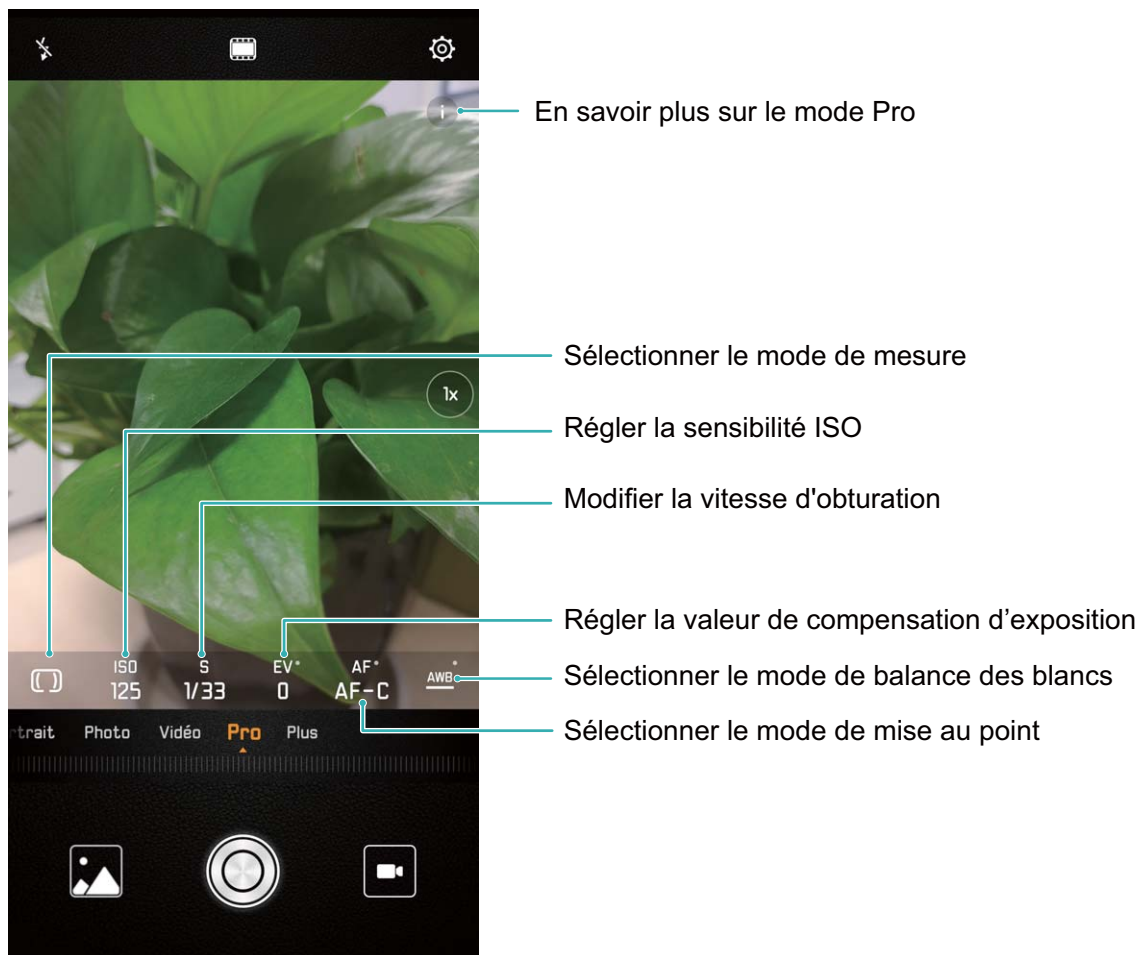 i
En savoir plus sur le mode Pro
Sélectionner le mode de mesure
1x
Régler la sensibilité ISO
Modifier la vitesse d'obturation
Régler la valeur de compensation d’exposition
ISO S EV AF AWB
125 1/33 0 AF-C
Sélectionner le mode de balance des blancs
Sélectionner le mode de mise au point
trait Photo Vidéo Pro Plus